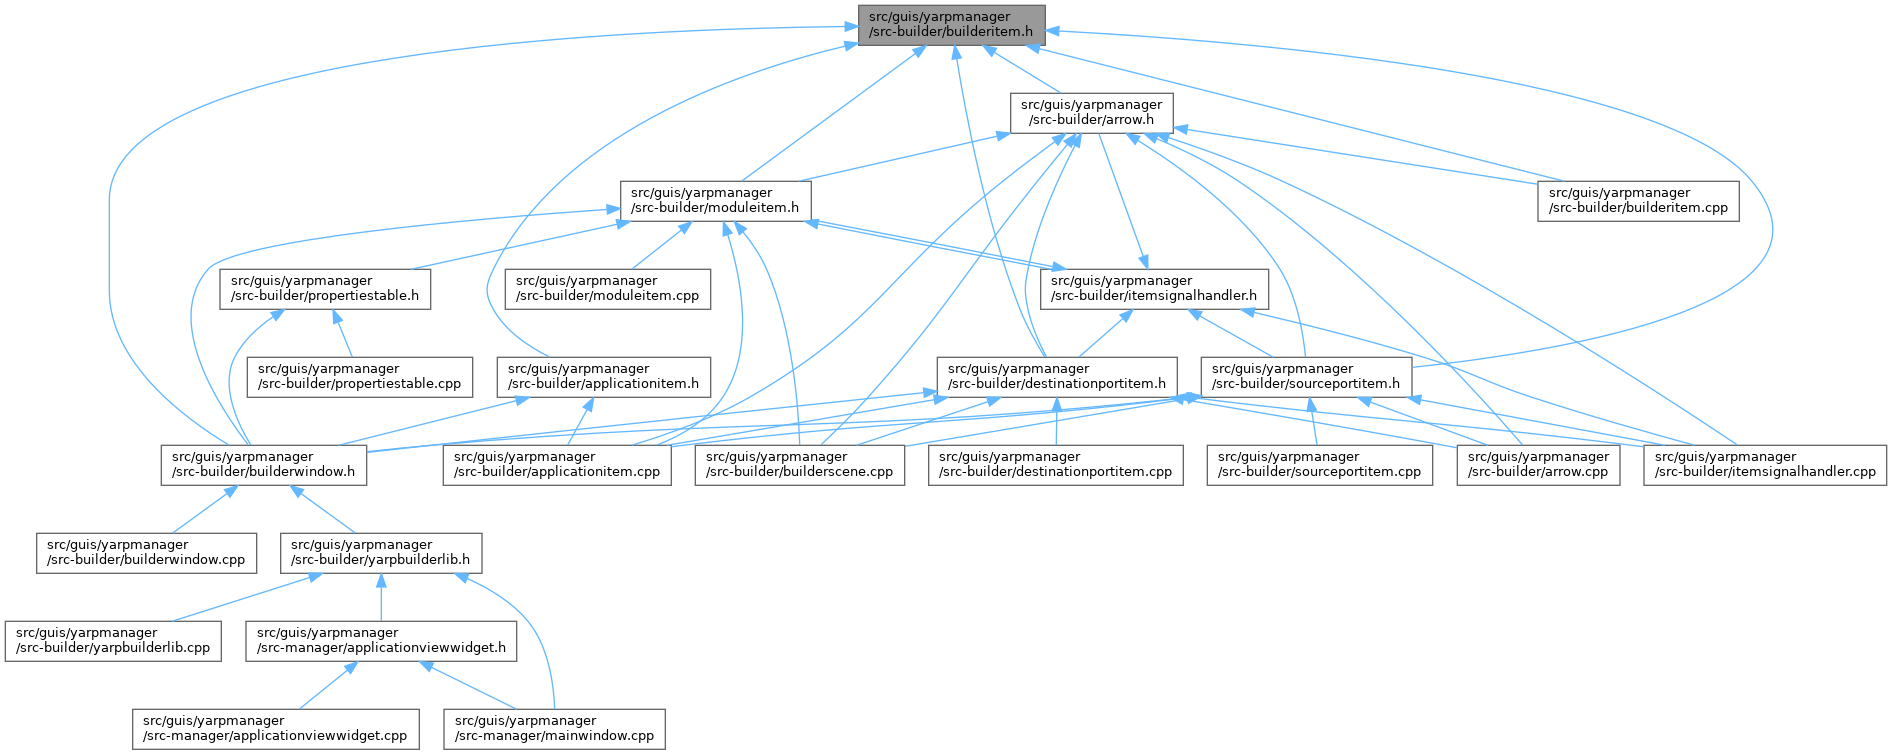 src/guis/yarpmanager
/src-builder/builderitem.h
src/guis/yarpmanager
/src-builder/arrow.h
src/guis/yarpmanager
/src-builder/moduleitem.h
src/guis/yarpmanager
/src-builder/builderitem.cpp
src/guis/yarpmanager
/src-builder/propertiestable.h
src/guis/yarpmanager
/src-builder/moduleitem.cpp
src/guis/yarpmanager
/src-builder/itemsignalhandler.h
src/guis/yarpmanager
/src-builder/propertiestable.cpp
src/guis/yarpmanager
/src-builder/applicationitem.h
src/guis/yarpmanager
/src-builder/destinationportitem.h
src/guis/yarpmanager
/src-builder/sourceportitem.h
src/guis/yarpmanager
/src-builder/builderwindow.h
src/guis/yarpmanager
/src-builder/applicationitem.cpp
src/guis/yarpmanager
/src-builder/builderscene.cpp
src/guis/yarpmanager
/src-builder/destinationportitem.cpp
src/guis/yarpmanager
/src-builder/sourceportitem.cpp
src/guis/yarpmanager
/src-builder/arrow.cpp
src/guis/yarpmanager
/src-builder/itemsignalhandler.cpp
src/guis/yarpmanager
/src-builder/builderwindow.cpp
src/guis/yarpmanager
/src-builder/yarpbuilderlib.h
src/guis/yarpmanager
/src-builder/yarpbuilderlib.cpp
src/guis/yarpmanager
/src-manager/applicationviewwidget.h
src/guis/yarpmanager
/src-manager/applicationviewwidget.cpp
src/guis/yarpmanager
/src-manager/mainwindow.cpp